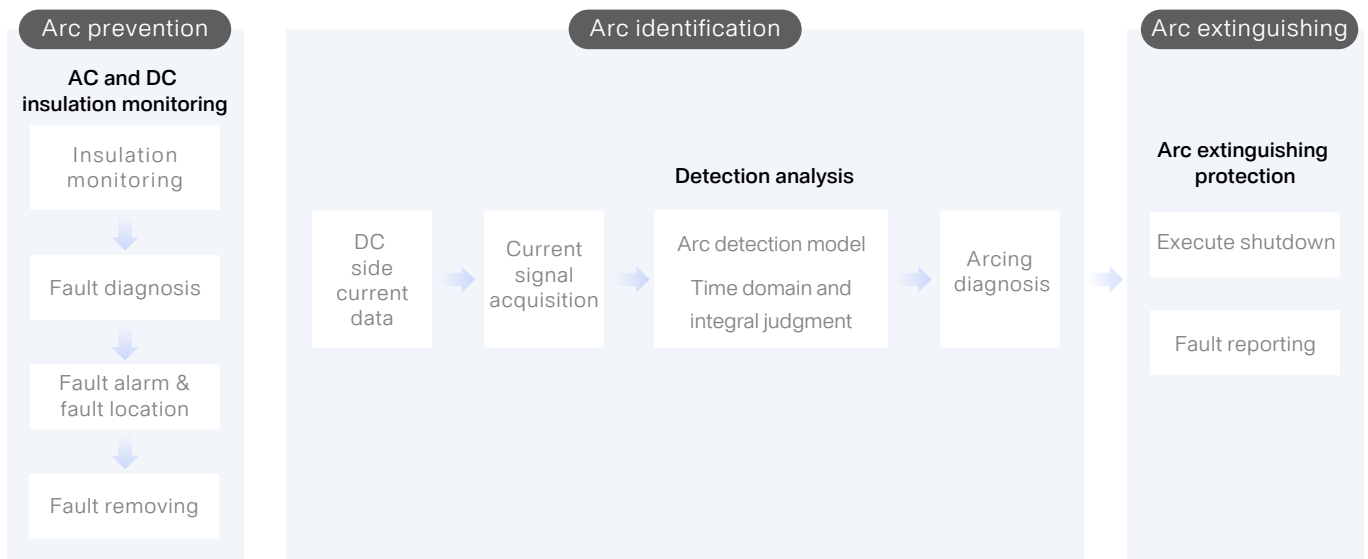 Arc prevention
AC and DC
insulation monitoring
Insulation
monitoring
Fault diagnosis
Fault alarm &
fault location
Fault removing
Arc identification
Detection analysis
DC
side
current
data
Current
signal
acquisition
Arc detection model
Time domain and
integral judgment
Arcing
diagnosis
Arc extinguishing
Arc extinguishing
protection
Execute shutdown
Fault reporting